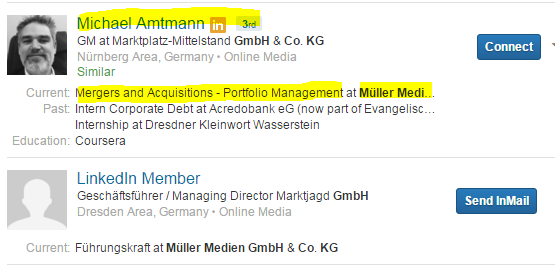 Michael Amtmann in 3rd
GM at Marktplatz-Mittelstand GmbH & Co. KG
Connect
Nürnberg Area, Germany • Online Media
Similar
Current: Mergers and Acquisitions - Portfolio Management at Müller Medi…
Past: Intern Corporate Debt at Acredobank eG (now part of Evangelisc…
Internship at Dresdner Kleinwort Wasserstein
Education: Coursera
LinkedIn Member
Geschäftsführer / Managing Director Marktjagd GmbH
Send InMail
Dresden Area, Germany • Online Media
Current: Führungskraft at Müller Medien GmbH & Co. KG